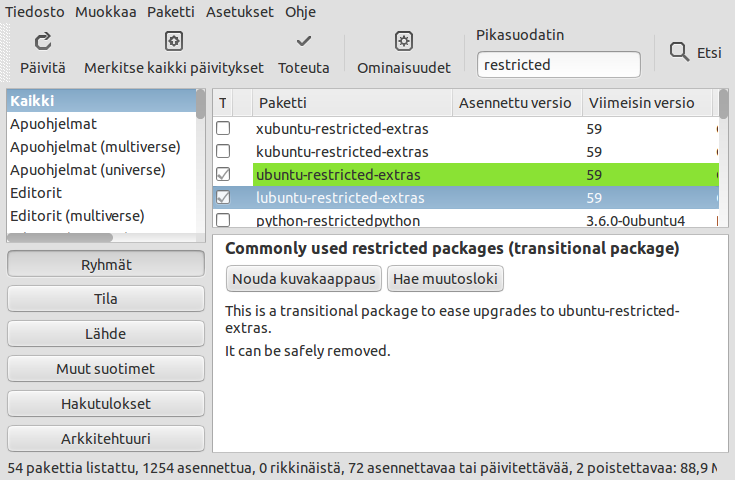 Tiedosto Muokkaa Paketti Asetukset Ohje
Päivitä Merkitse kaikki päivitykset Toteuta Ominaisuudet Pikasuodatin Etsi
restricted
Kaikki
Apuohjelmat
Apuohjelmat (multiverse)
Apuohjelmat (universe)
Editorit
Editorit (multiverse)
Ryhmät
Tila
Lähde
Muut suotimet
Hakutulokset
Arkkitehtuuri
T Paketti Asennettu versio Viimeisin versio
xubuntu-restricted-extras 59
kubuntu-restricted-extras 59
ubuntu-restricted-extras 59
lubuntu-restricted-extras 59
python-restrictedpython 3.6.0-0ubuntu4
Commonly used restricted packages (transitional package)
Nouda kuvakaappaus Hae muutosloki
This is a transitional package to ease upgrades to ubuntu-restricted-
extras.
It can be safely removed.
54 pakettia listattu, 1254 asennettua, 0 rikkinäistä, 72 asennettavaa tai päivitettävää, 2 poistettavaa: 88,9